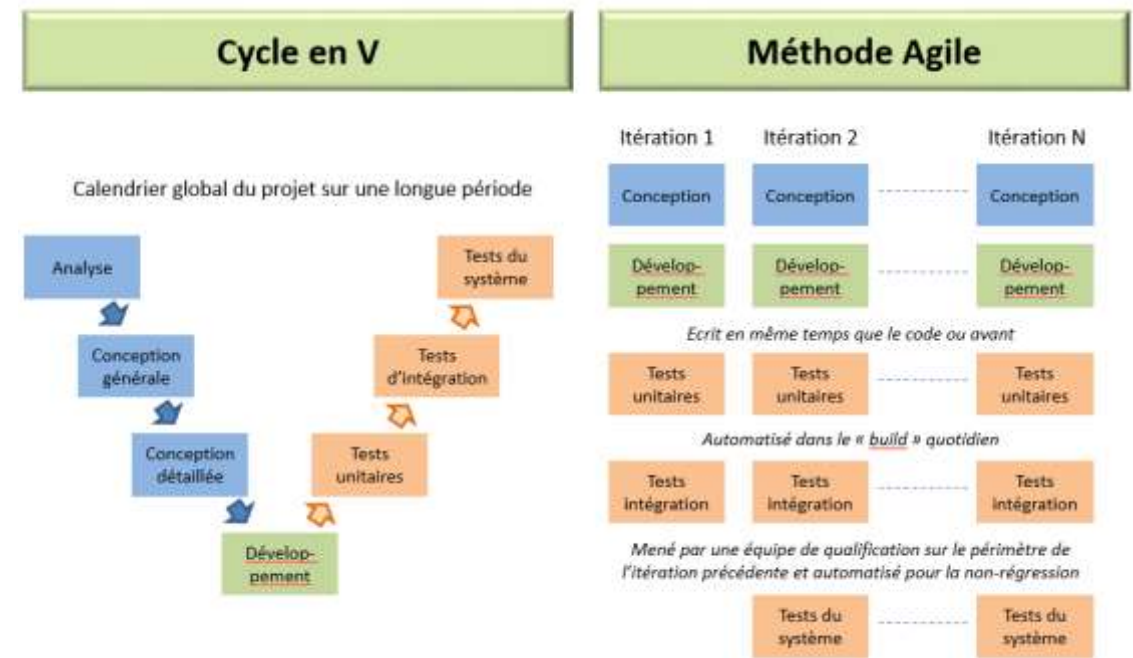 Cycle en V
Calendrier global du projet sur une longue période
Analyse
Conception
générale
Conception
détaillée
Dévelop-
pement
Tests
unitaires
Tests
d'intégration
Tests du
système
Méthode Agile
Itération 1
Itération 2
Itération N
Conception
Conception
Conception
Dévelop-
pement
Dévelop-
pement
Dévelop-
pement
Ecrit en même temps que le code ou avant
Tests
unitaires
Tests
unitaires
Tests
unitaires
Automatisé dans le « build » quotidien
Tests
intégration
Tests
intégration
Tests
intégration
Mené par une équipe de qualification sur le périmètre de
l'itération précédente et automatisé pour la non-régression
Tests du
système
Tests du
système